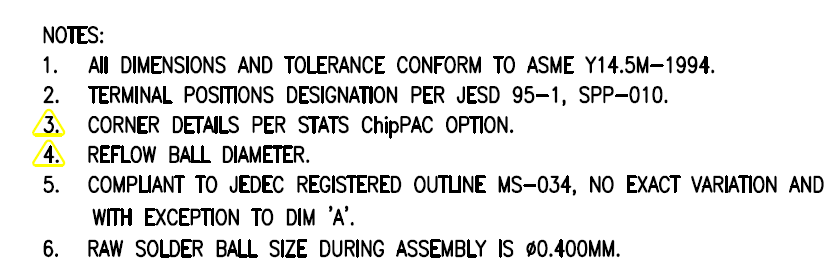 NOTES:
1. All DIMENSIONS AND TOLERANCE CONFORM TO ASME Y14.5M-1994.
2. TERMINAL POSITIONS DESIGNATION PER JESD 95-1, SPP-010.
3. CORNER DETAILS PER STATS ChipPAC OPTION.
4. REFLOW BALL DIAMETER.
5. COMPLIANT TO JEDEC REGISTERED OUTLINE MS-034, NO EXACT VARIATION AND
WITH EXCEPTION TO DIM 'A'.
6. RAW SOLDER BALL SIZE DURING ASSEMBLY IS ø0.400MM.